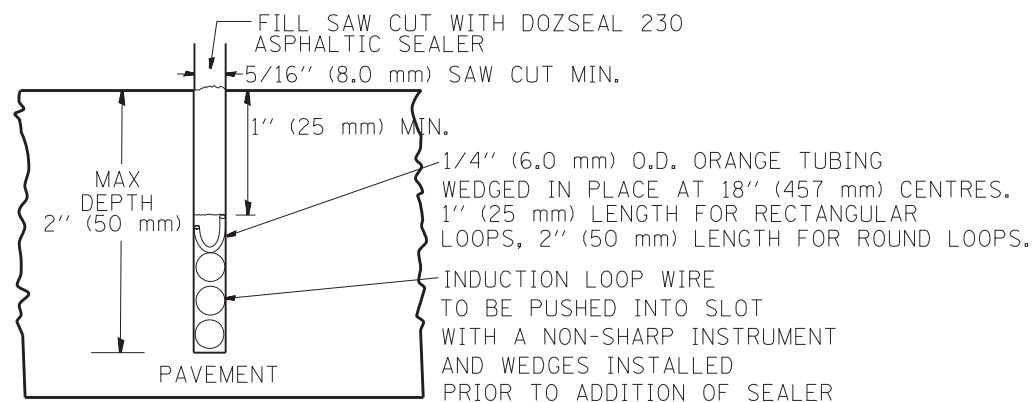 FILL SAW CUT WITH DOZSEAL 230
ASPHALTIC SEALER
5/16'' (8.0 mm) SAW CUT MIN.
1'' (25 mm) MIN.
MAX
DEPTH
2'' (50 mm)
1/4'' (6.0 mm) O.D. ORANGE TUBING
WEDGED IN PLACE AT 18'' (457 mm) CENTRES.
1'' (25 mm) LENGTH FOR RECTANGULAR
LOOPS, 2'' (50 mm) LENGTH FOR ROUND LOOPS.
INDUCTION LOOP WIRE
TO BE PUSHED INTO SLOT
WITH A NON-SHARP INSTRUMENT
AND WEDGES INSTALLED
PRIOR TO ADDITION OF SEALER
PAVEMENT